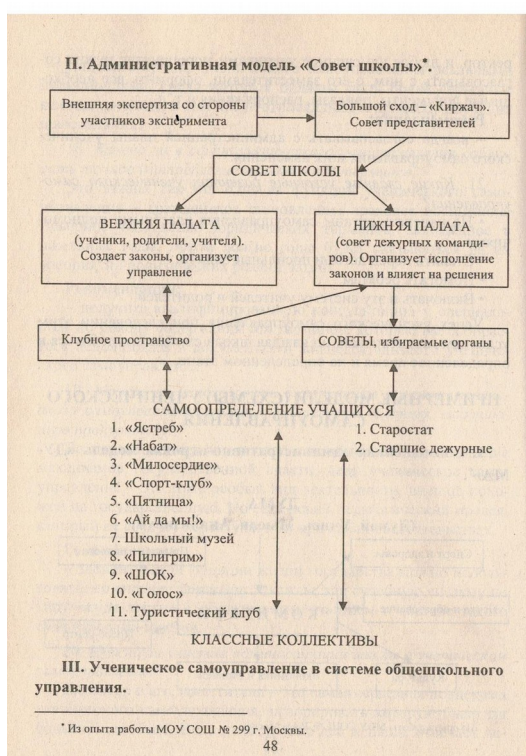 II. Административная модель «Совет школы»*.
Внешняя экспертиза со стороны
участников эксперимента
Большой сход – «Киржач».
Совет представителей
СОВЕТ ШКОЛЫ
ВЕРХНЯЯ ПАЛАТА
(ученики, родители, учителя).
Создает законы, организует
управление
НИЖНЯЯ ПАЛАТА
(совет дежурных команди-
ров). Организует исполнение
законов и влияет на решения
Клубное пространство
СОВЕТЫ, избираемые органы
САМООПРЕДЕЛЕНИЕ УЧАЩИХСЯ
1. «Ястреб»
2. «Набат»
3. «Милосердие»
4. «Спорт-клуб»
5. «Пятница»
6. «Ай да мы!»
7. Школьный музей
8. «Пилигрим»
9. «ШОК»
10. «Голос»
11. Туристический клуб
1. Старостат
2. Старшие дежурные
КЛАССНЫЕ КОЛЛЕКТИВЫ
III. Ученическое самоуправление в системе общешкольного
управления.
* Из опыта работы МОУ СОШ № 299 г. Москвы.
48